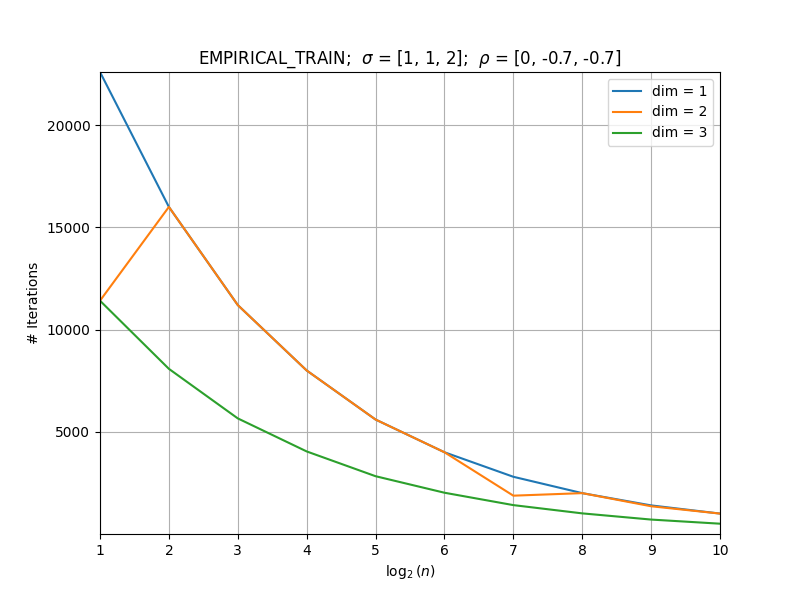 EMPIRICAL_TRAIN; σ = [1, 1, 2]; ρ = [0, -0.7, -0.7]
dim = 1
dim = 2
dim = 3
20000
15000
10000
5000
# Iterations
1 2 3 4 5 6 7 8 9 10
log₂(n)